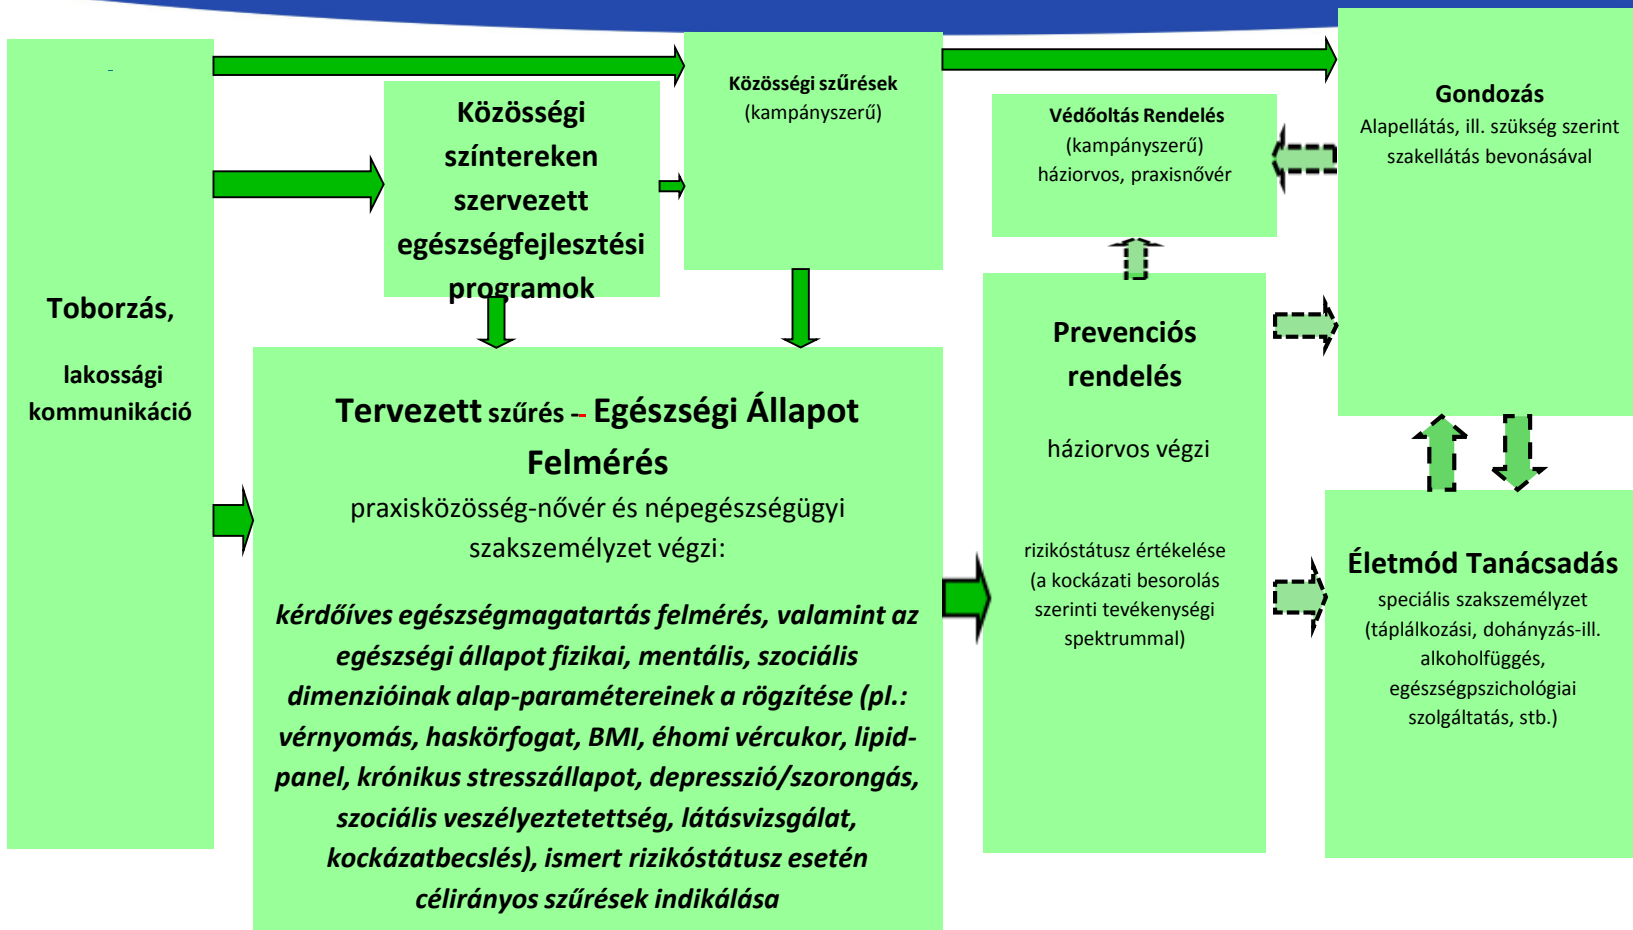 Toborzás,
lakossági
kommunikáció
Közösségi
színtereken
szervezett
egészségfejlesztési
programok
Közösségi szűrések
(kampányszerű)
Védőoltás Rendelés
(kampányszerű)
háziorvos, praxisnővér
Gondozás
Alapellátás, ill. szükség szerint
szakellátás bevonásával
Tervezett szűrés -- Egészségi Állapot
Felmérés
praxisközösség-nővér és népegészségügyi
szakszemélyzet végzi:
kérdőíves egészségmagatartás felmérés, valamint az
egészségi állapot fizikai, mentális, szociális
dimenzióinak alap-paramétereinek a rögzítése (pl.:
vérnyomás, haskörfogat, BMI, éhomi vércukor, lipid-
panel, krónikus stresszállapot, depresszió/szorongás,
szociális veszélyeztetettség, látásvizsgálat,
kockázatbecslés), ismert rizikóstátusz esetén
célirányos szűrések indikálása
Prevenciós
rendelés
háziorvos végzi
rizikóstátusz értékelése
(a kockázati besorolás
szerinti tevékenységi
spektrummal)
Életmód Tanácsadás
speciális szakszemélyzet
(táplálkozási, dohányzás-ill.
alkoholfüggés,
egészségpszichológiai
szolgáltatás, stb.)